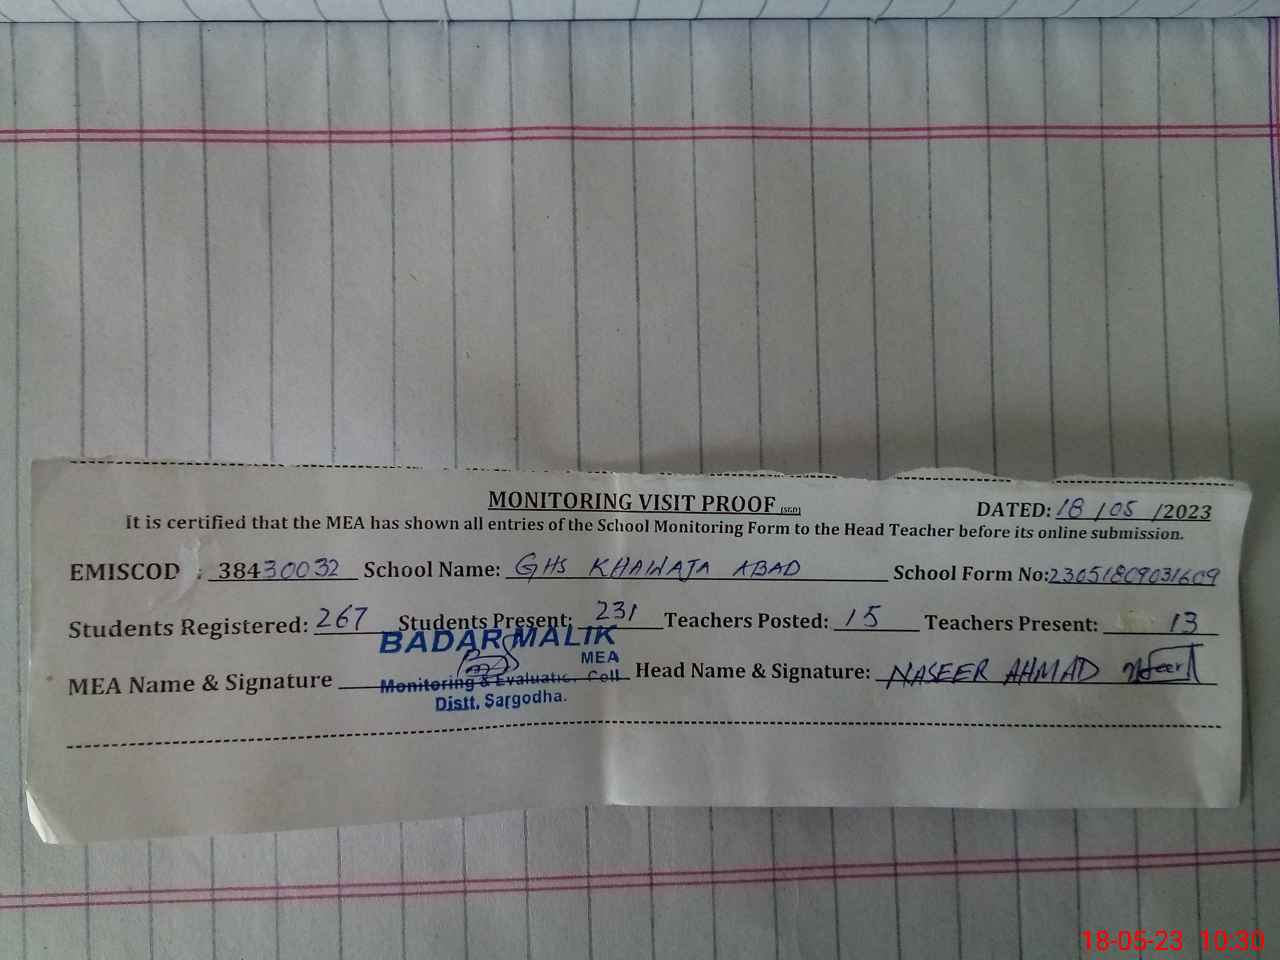 MONITORING VISIT PROOF (SGD)
DATED: 18/05/2023
It is certified that the MEA has shown all entries of the School Monitoring Form to the Head Teacher before its online submission.
EMISCOD : 38430032 School Name: GHS KHAWAJA ABAD School Form No:23051809031609
Students Registered: 267 Students Present: 231 Teachers Posted: 15 Teachers Present: 13
BADAR MALIK
MEA
MEA Name & Signature Head Name & Signature: NASEER AHMAD
Monitoring & Evaluatic. Cell
Distt. Sargodha.
18-05-23 10:30